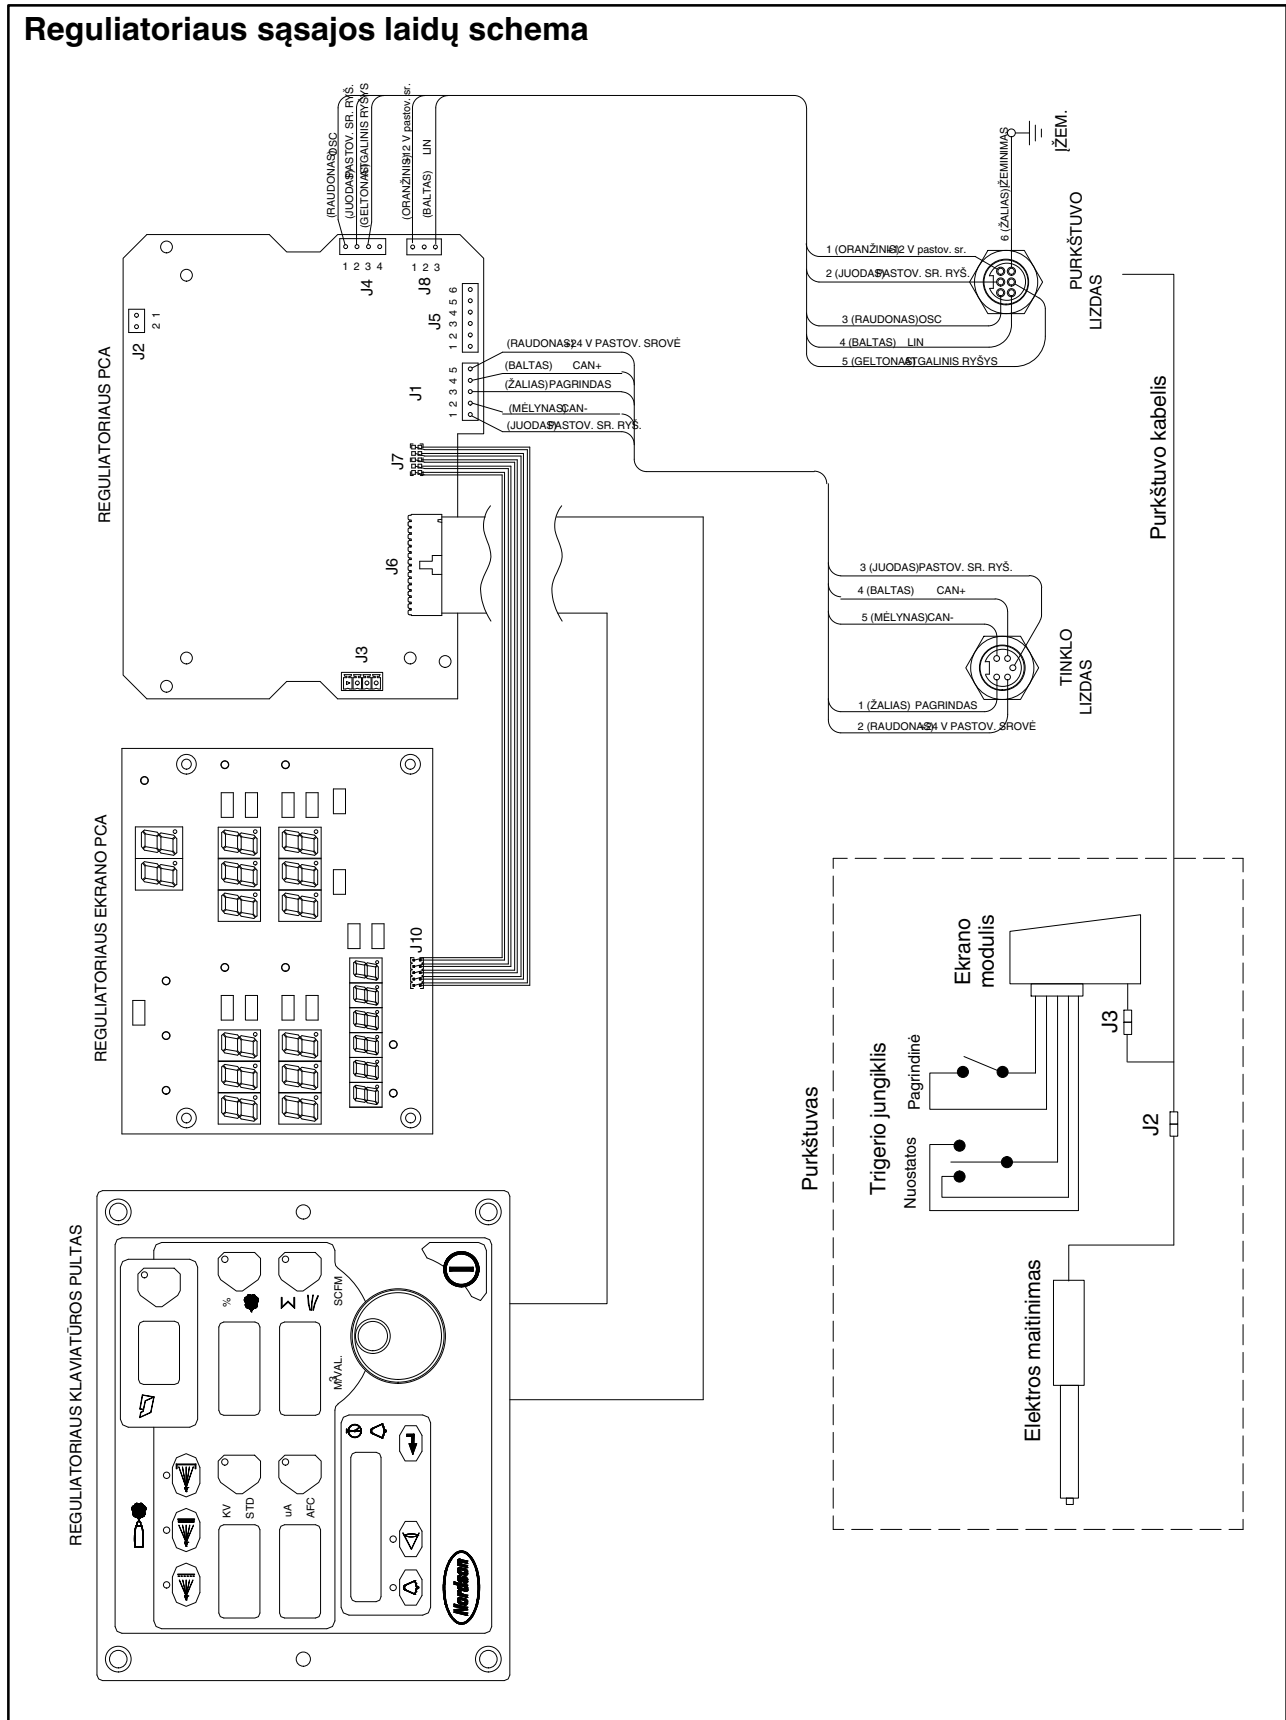 Reguliatoriaus sąsajos laidų schema
REGULIATORIAUS PCA
J2
2 1
(RAUDONAS) OSC
(JUODAS) PASTOV. SR. RYŠ.
(GELTONAS) ATGALINIS RYŠYS
(ORANŽINIS) +12 V pastov. sr.
(BALTAS) LIN
1 2 3 4
J4
1 2 3
J8
J5
1 2 3 4 5 6
J1
1 2 3 4 5
(RAUDONAS) +24 V PASTOV. SROVĖ
(BALTAS) CAN+
(ŽALIAS) PAGRINDAS
(MĖLYNAS) CAN-
(JUODAS) PASTOV. SR. RYŠ.
J7
J6
J3
6 (ŽALIAS) ĮŽEMINIMAS
ĮŽEM.
1 (ORANŽINIS) +12 V pastov. sr.
2 (JUODAS) PASTOV. SR. RYŠ.
3 (RAUDONAS) OSC
4 (BALTAS) LIN
5 (GELTONAS) ATGALINIS RYŠYS
PURKŠTUVO
LIZDAS
Purkštuvo kabelis
3 (JUODAS) PASTOV. SR. RYŠ.
4 (BALTAS) CAN+
5 (MĖLYNAS) CAN-
1 (ŽALIAS) PAGRINDAS
2 (RAUDONAS) +24 V PASTOV. SROVĖ
TINKLO
LIZDAS
REGULIATORIAUS EKRANO PCA
J10
REGULIATORIAUS KLAVIATŪROS PULTAS
%
SCFM
M3/VAL.
KV
STD
uA
AFC
Nordson
Purkštuvas
Trigerio jungiklis
Nuostatos
Pagrindinė
Ekrano
modulis
J3
J2
Elektros maitinimas